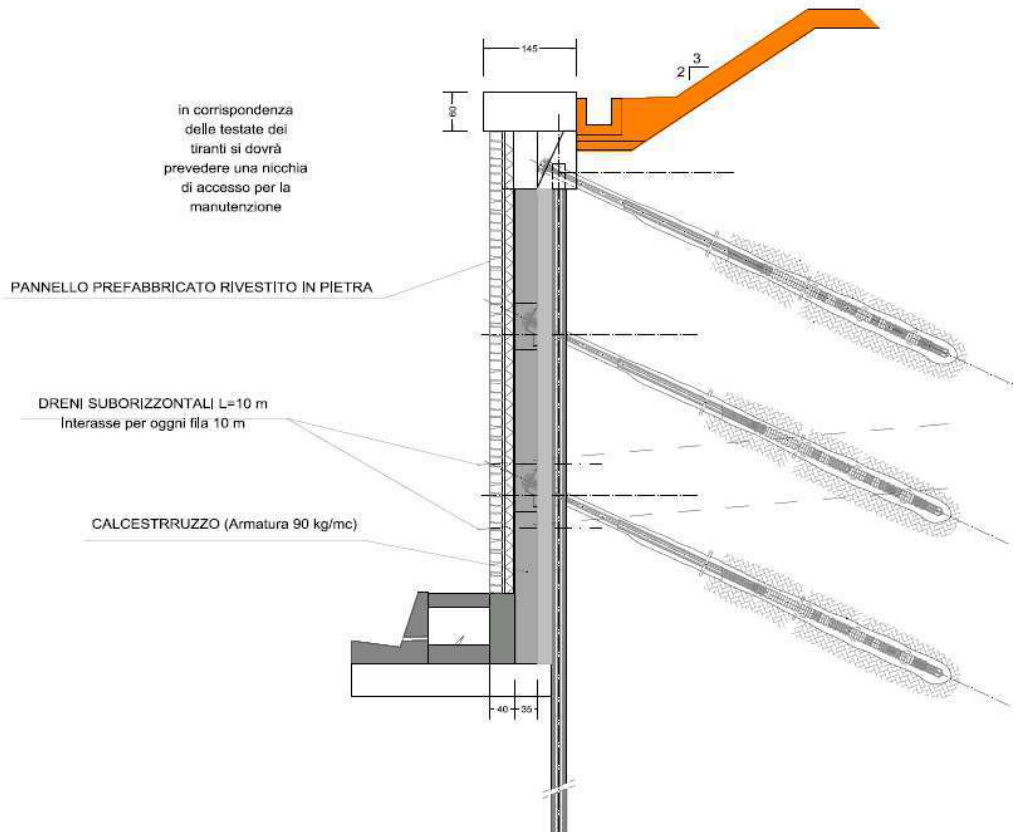 145
3
2
60
in corrispondenza
delle testate dei
tiranti si dovrà
prevedere una nicchia
di accesso per la
manutenzione
PANNELLO PREFABBRICATO RIVESTITO IN PIETRA
DRENI SUBORIZZONTALI L=10 m
Interasse per oggni fila 10 m
CALCESTRRUZZO (Armatura 90 kg/mc)
40
35